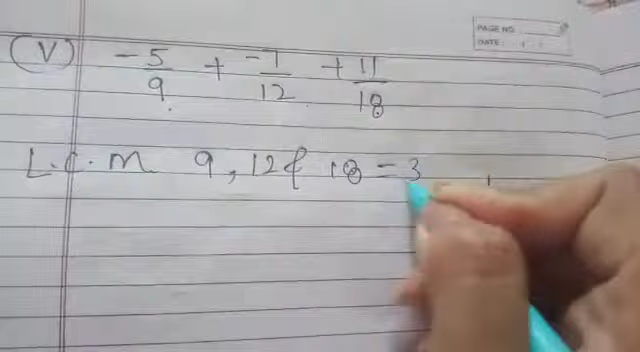 PAGE NO.
DATE
(V) -5/9 + -7/12 + 11/18
L.C.M 9, 12 & 18 = 3